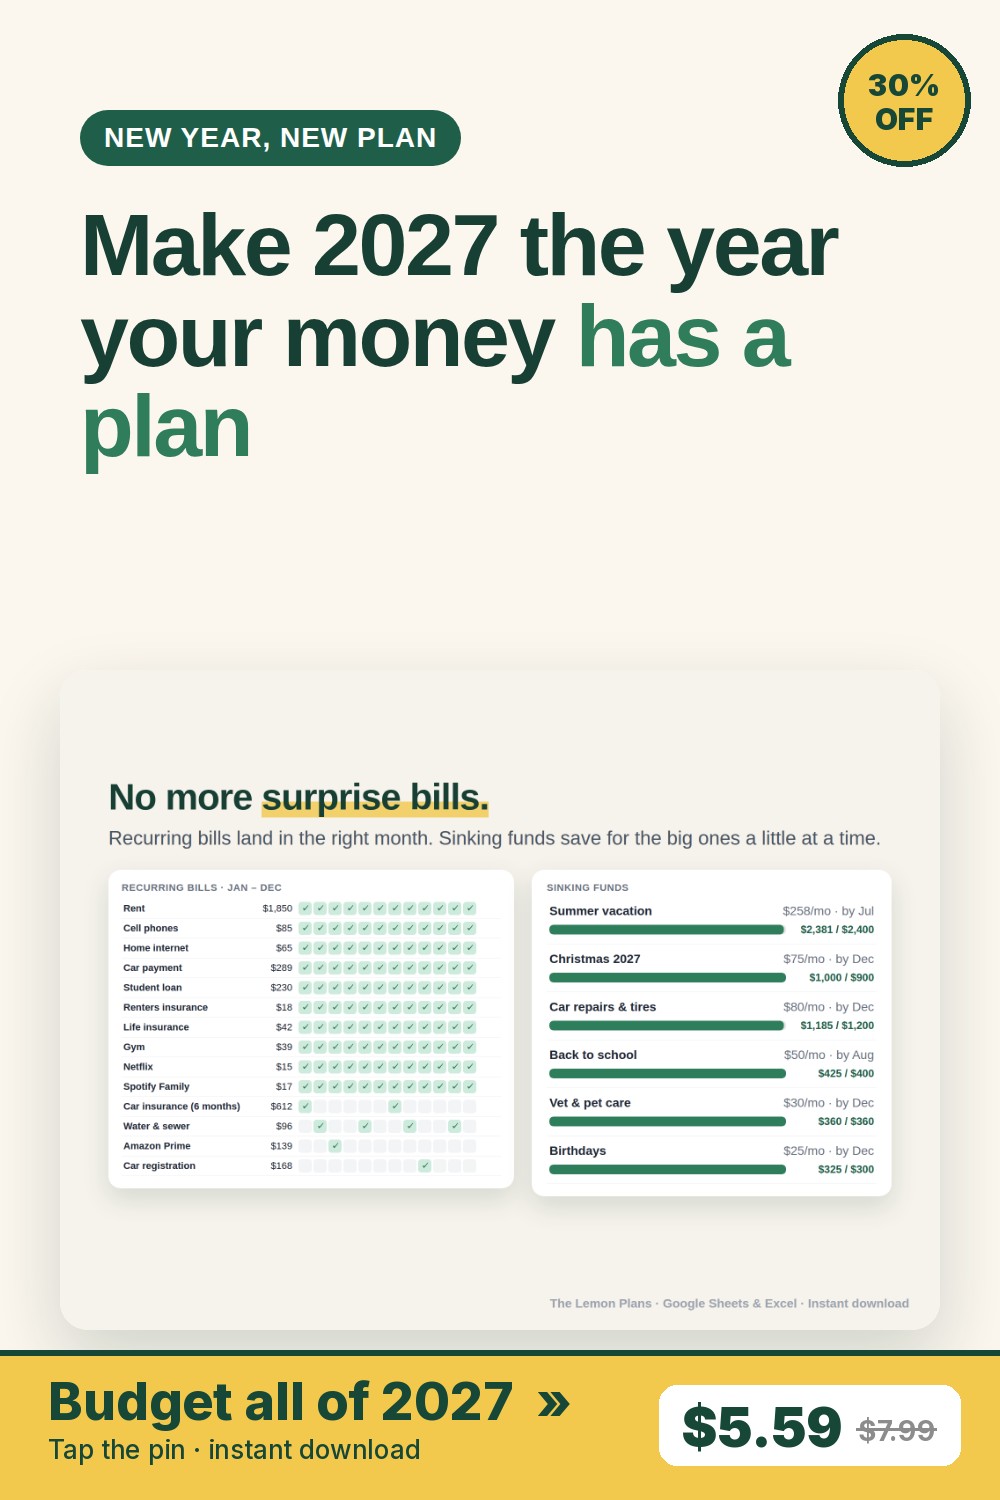 30%
OFF
NEW YEAR, NEW PLAN
Make 2027 the year
your money has a
plan
No more surprise bills.
Recurring bills land in the right month. Sinking funds save for the big ones a little at a time.
RECURRING BILLS · JAN – DEC
Rent $1,850 ✓ ✓ ✓ ✓ ✓ ✓ ✓ ✓ ✓ ✓ ✓ ✓
Cell phones $85 ✓ ✓ ✓ ✓ ✓ ✓ ✓ ✓ ✓ ✓ ✓ ✓
Home internet $65 ✓ ✓ ✓ ✓ ✓ ✓ ✓ ✓ ✓ ✓ ✓ ✓
Car payment $289 ✓ ✓ ✓ ✓ ✓ ✓ ✓ ✓ ✓ ✓ ✓ ✓
Student loan $230 ✓ ✓ ✓ ✓ ✓ ✓ ✓ ✓ ✓ ✓ ✓ ✓
Renters insurance $18 ✓ ✓ ✓ ✓ ✓ ✓ ✓ ✓ ✓ ✓ ✓ ✓
Life insurance $42 ✓ ✓ ✓ ✓ ✓ ✓ ✓ ✓ ✓ ✓ ✓ ✓
Gym $39 ✓ ✓ ✓ ✓ ✓ ✓ ✓ ✓ ✓ ✓ ✓ ✓
Netflix $15 ✓ ✓ ✓ ✓ ✓ ✓ ✓ ✓ ✓ ✓ ✓ ✓
Spotify Family $17 ✓ ✓ ✓ ✓ ✓ ✓ ✓ ✓ ✓ ✓ ✓ ✓
Car insurance (6 months) $612 ✓ ✓
Water & sewer $96 ✓ ✓ ✓ ✓
Amazon Prime $139 ✓
Car registration $168 ✓
SINKING FUNDS
Summer vacation $258/mo · by Jul
$2,381 / $2,400
Christmas 2027 $75/mo · by Dec
$1,000 / $900
Car repairs & tires $80/mo · by Dec
$1,185 / $1,200
Back to school $50/mo · by Aug
$425 / $400
Vet & pet care $30/mo · by Dec
$360 / $360
Birthdays $25/mo · by Dec
$325 / $300
The Lemon Plans · Google Sheets & Excel · Instant download
Budget all of 2027 »
Tap the pin · instant download
$5.59 $7.99